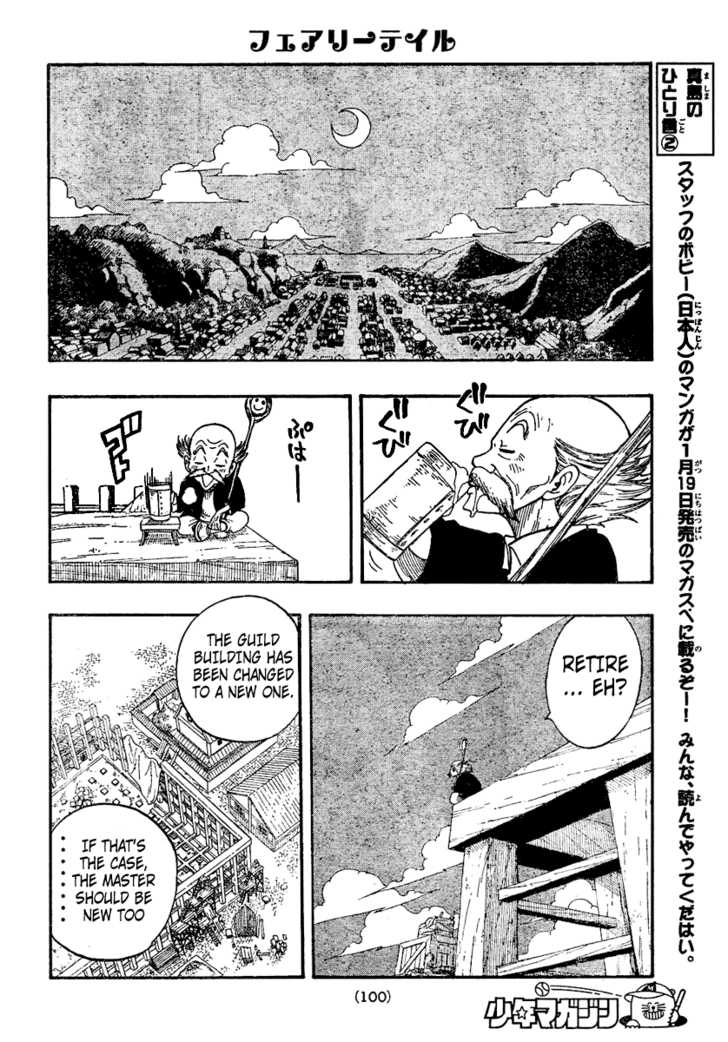 フェアリーテイル
真島のひとり言②
スタッフのボビー(日本人)のマンガが1月19日発売のマガスペに載るぞー! みんな、読んでやってくだはい。
ぐび
ぐび
ぷはー
ゴト
RETIRE
... EH?
THE GUILD
BUILDING HAS
BEEN CHANGED
TO A NEW ONE.
IF THAT'S
THE CASE,
THE MASTER
SHOULD BE
NEW TOO
(100)
少年マガジン